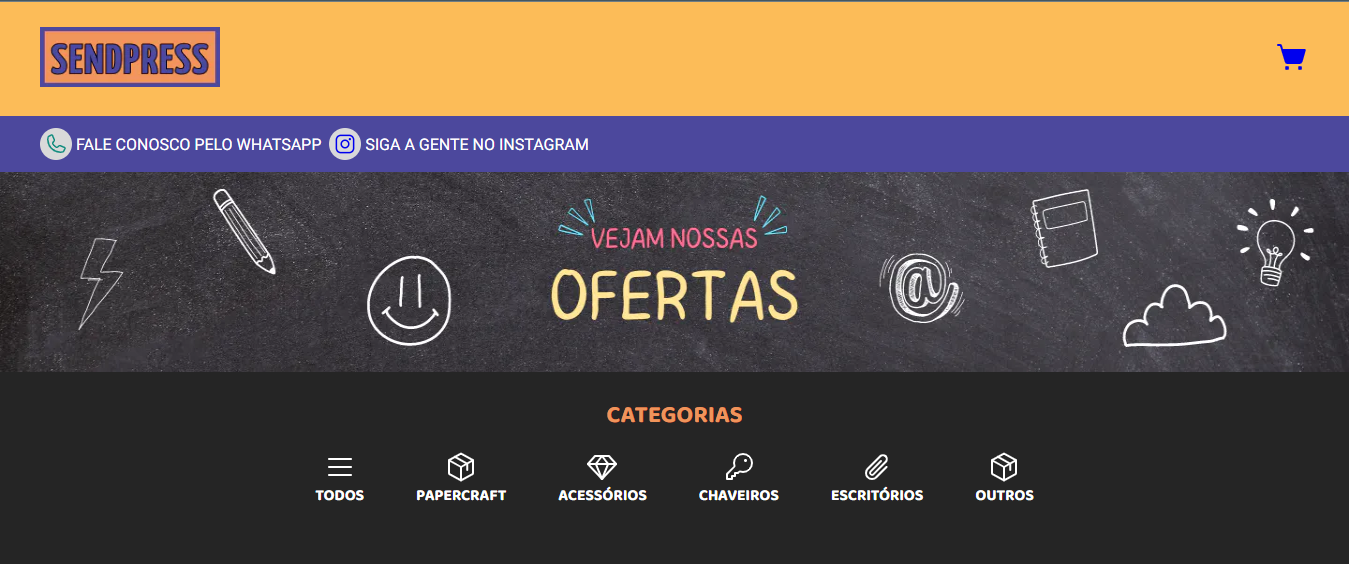 SENDPRESS
FALE CONOSCO PELO WHATSAPP SIGA A GENTE NO INSTAGRAM
VEJAM NOSSAS
OFERTAS
@
CATEGORIAS
TODOS PAPERCRAFT ACESSÓRIOS CHAVEIROS ESCRITÓRIOS OUTROS